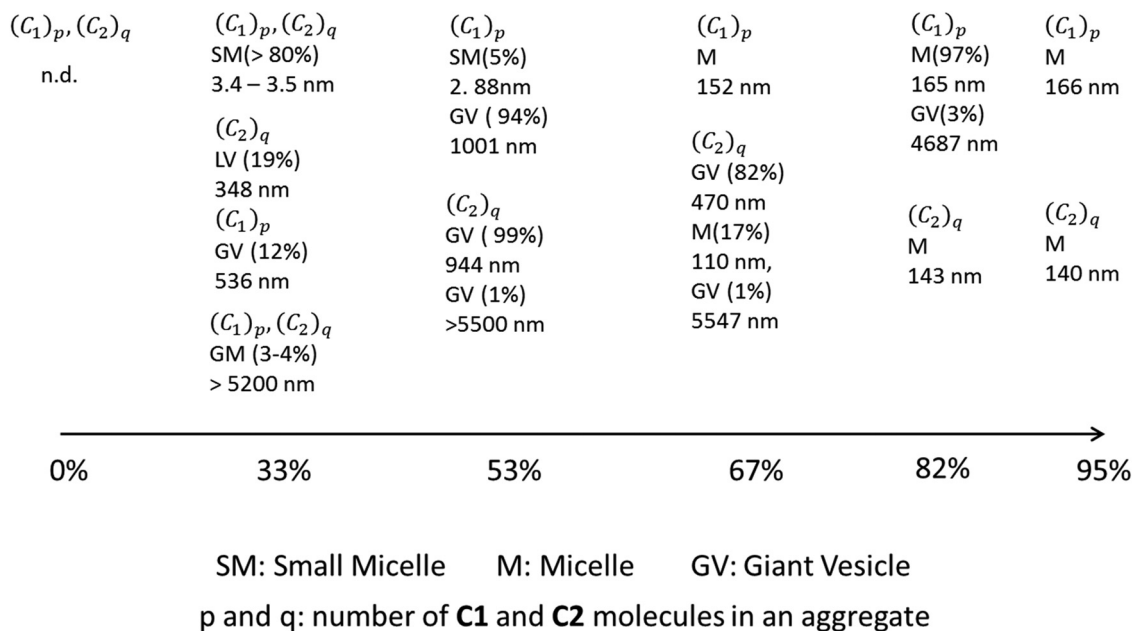 (C₁)ₚ, (C₂)q
n.d.
(C₁)ₚ, (C₂)q
SM(> 80%)
3.4 – 3.5 nm
(C₂)q
LV (19%)
348 nm
(C₁)ₚ
GV (12%)
536 nm
(C₁)ₚ, (C₂)q
GM (3-4%)
> 5200 nm
(C₁)ₚ
SM(5%)
2. 88nm
GV ( 94%)
1001 nm
(C₂)q
GV ( 99%)
944 nm
GV (1%)
>5500 nm
(C₁)ₚ
M
152 nm
(C₂)q
GV (82%)
470 nm
M(17%)
110 nm,
GV (1%)
5547 nm
(C₁)ₚ
M(97%)
165 nm
GV(3%)
4687 nm
(C₂)q
M
143 nm
(C₁)ₚ
M
166 nm
(C₂)q
M
140 nm
0% 33% 53% 67% 82% 95%
SM: Small Micelle M: Micelle GV: Giant Vesicle
p and q: number of C1 and C2 molecules in an aggregate